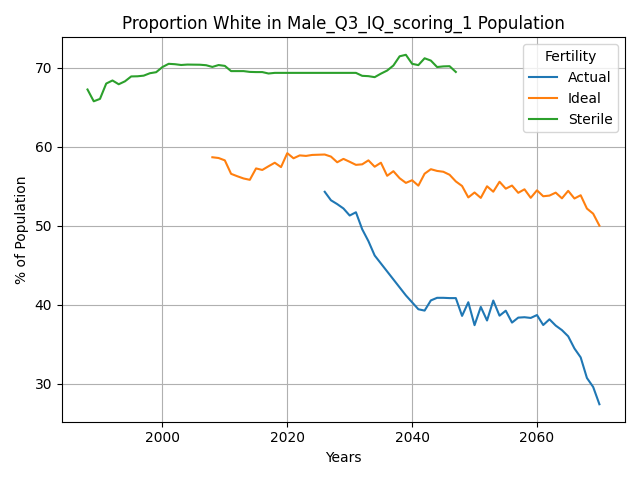 Proportion White in Male_Q3_IQ_scoring_1 Population
Fertility
Actual
Ideal
Sterile
% of Population
70
60
50
40
30
2000
2020
2040
2060
Years